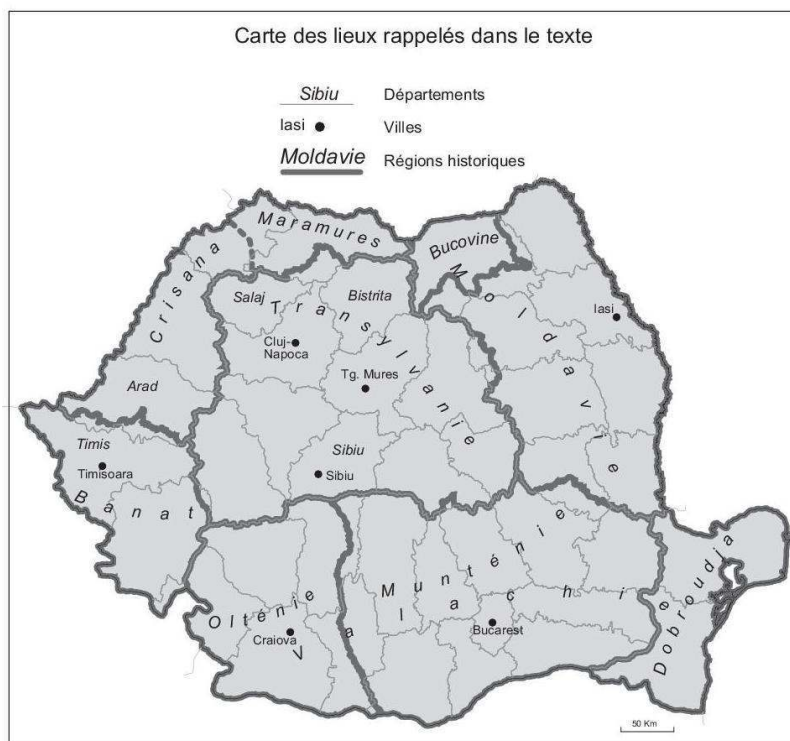 Carte des lieux rappelés dans le texte
Sibiu Départements
Iasi Villes
Moldavie Régions historiques
Maramures
Bucovine
Crisana
Salaj
Bistrita
Transylvanie
Moldavie
Iasi
Cluj-
Napoca
Tg. Mures
Arad
Timis
Timisoara
Banat
Sibiu
Sibiu
Munténie
Olténie
Valachie
Craiova
Bucarest
Dobroudja
50 Km